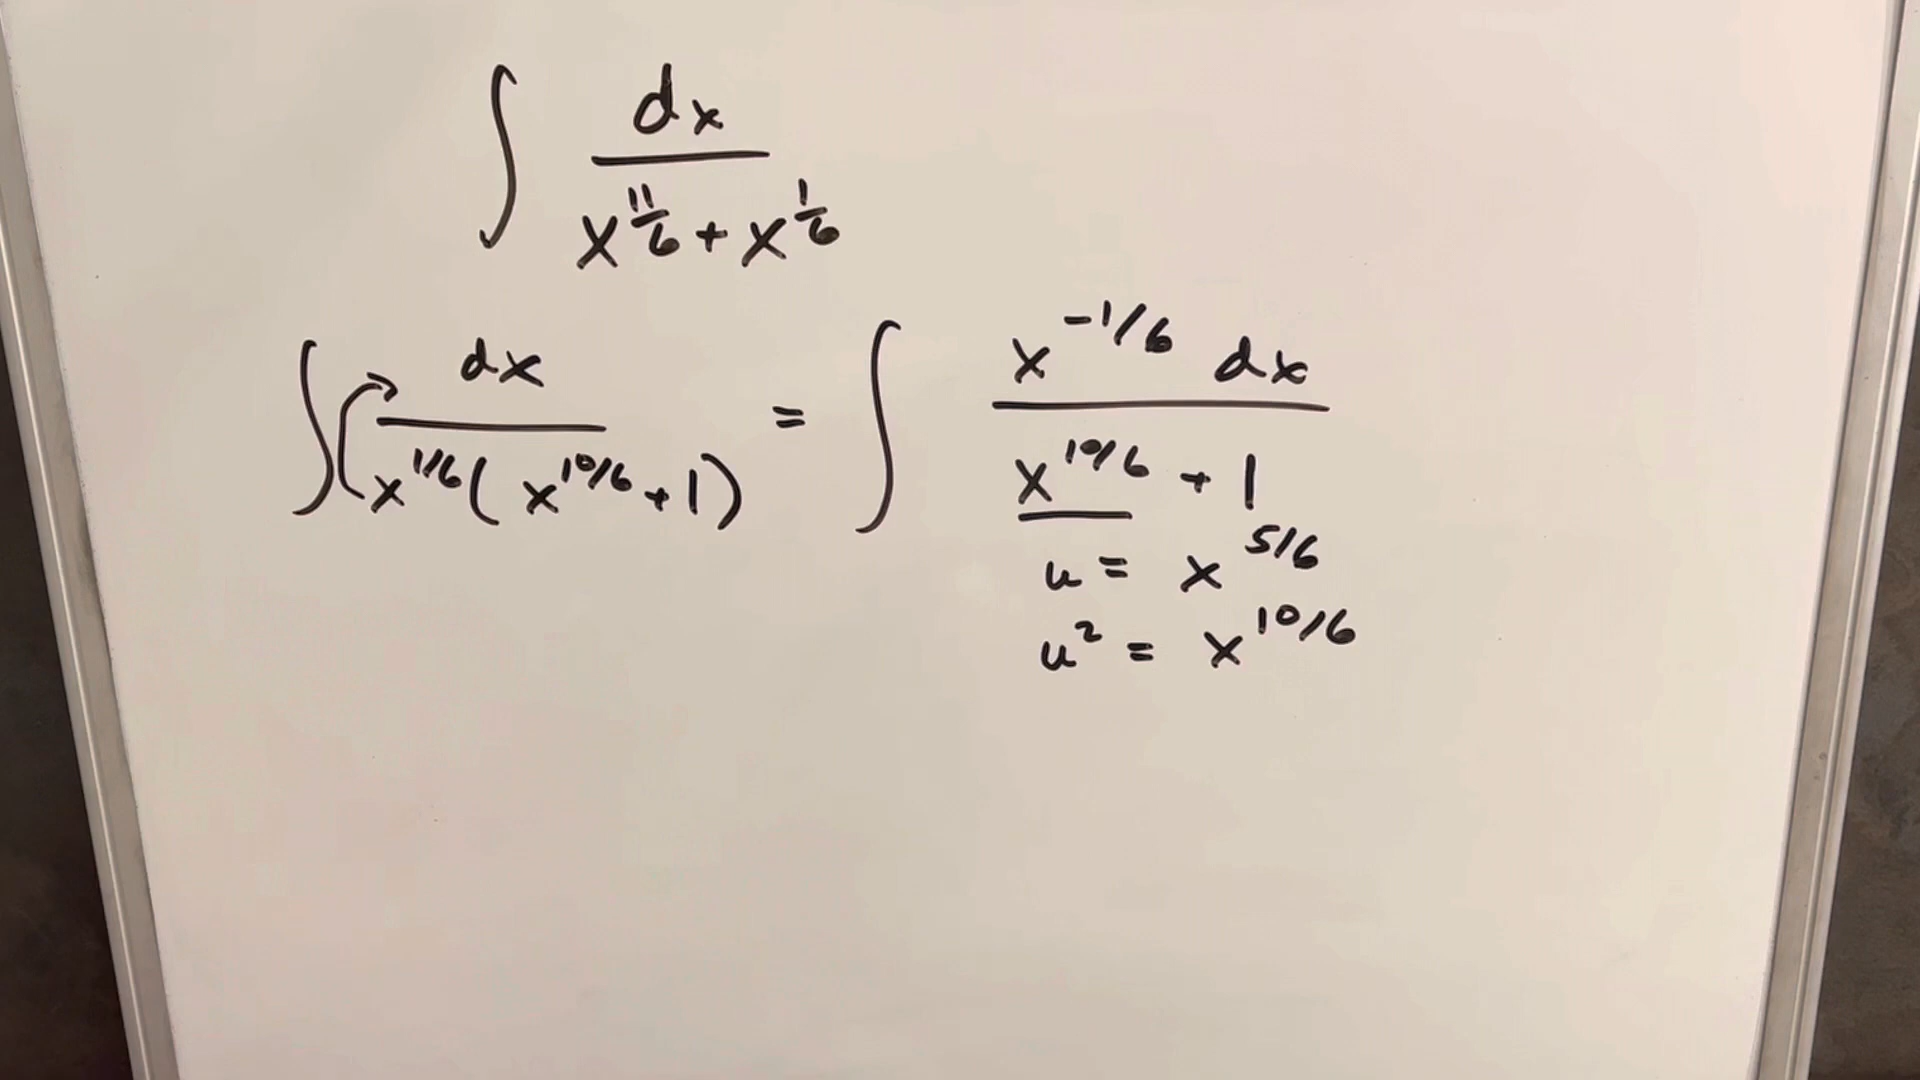 ∫ dx / (x^(11/6) + x^(1/6))
∫ dx / (x^(1/6) (x^(10/6) + 1)) = ∫ x^(-1/6) dx / (x^(10/6) + 1)
u = x^(5/6)
u² = x^(10/6)